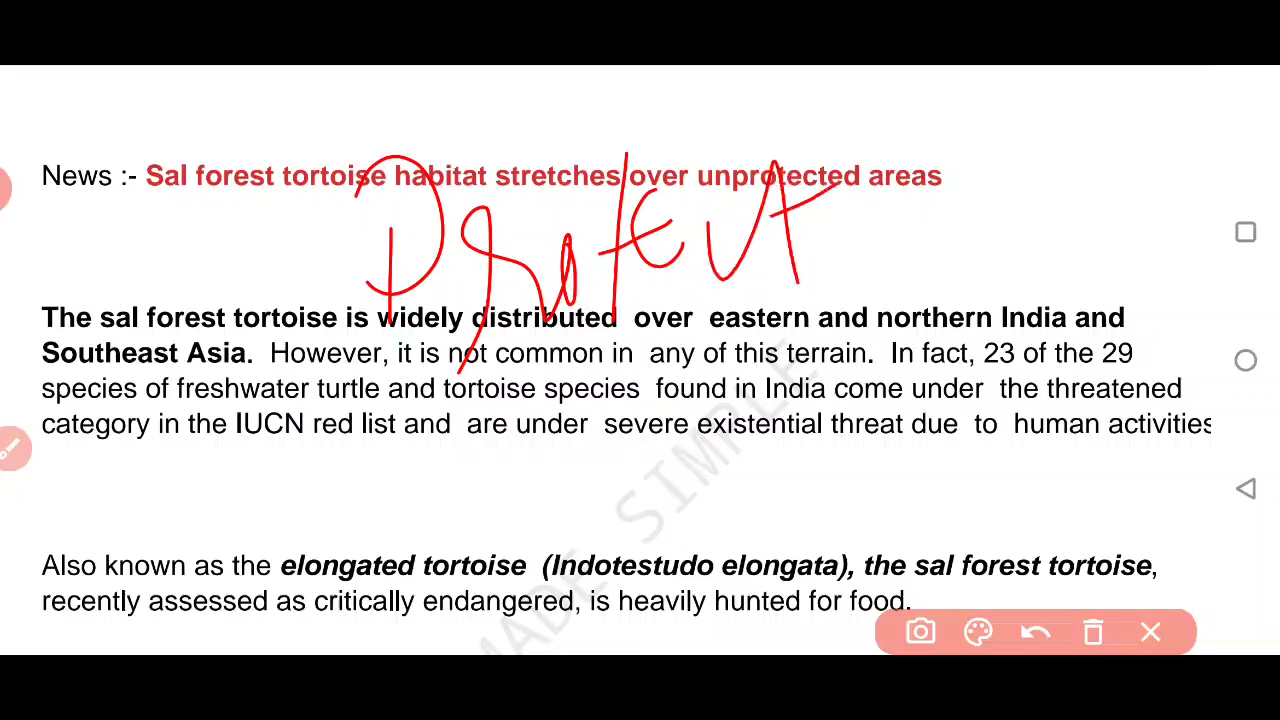 News :- Sal forest tortoise habitat stretches over unprotected areas
The sal forest tortoise is widely distributed over eastern and northern India and
Southeast Asia. However, it is not common in any of this terrain. In fact, 23 of the 29
species of freshwater turtle and tortoise species found in India come under the threatened
category in the IUCN red list and are under severe existential threat due to human activities
Also known as the elongated tortoise (Indotestudo elongata), the sal forest tortoise,
recently assessed as critically endangered, is heavily hunted for food.
MADE SIMPLE